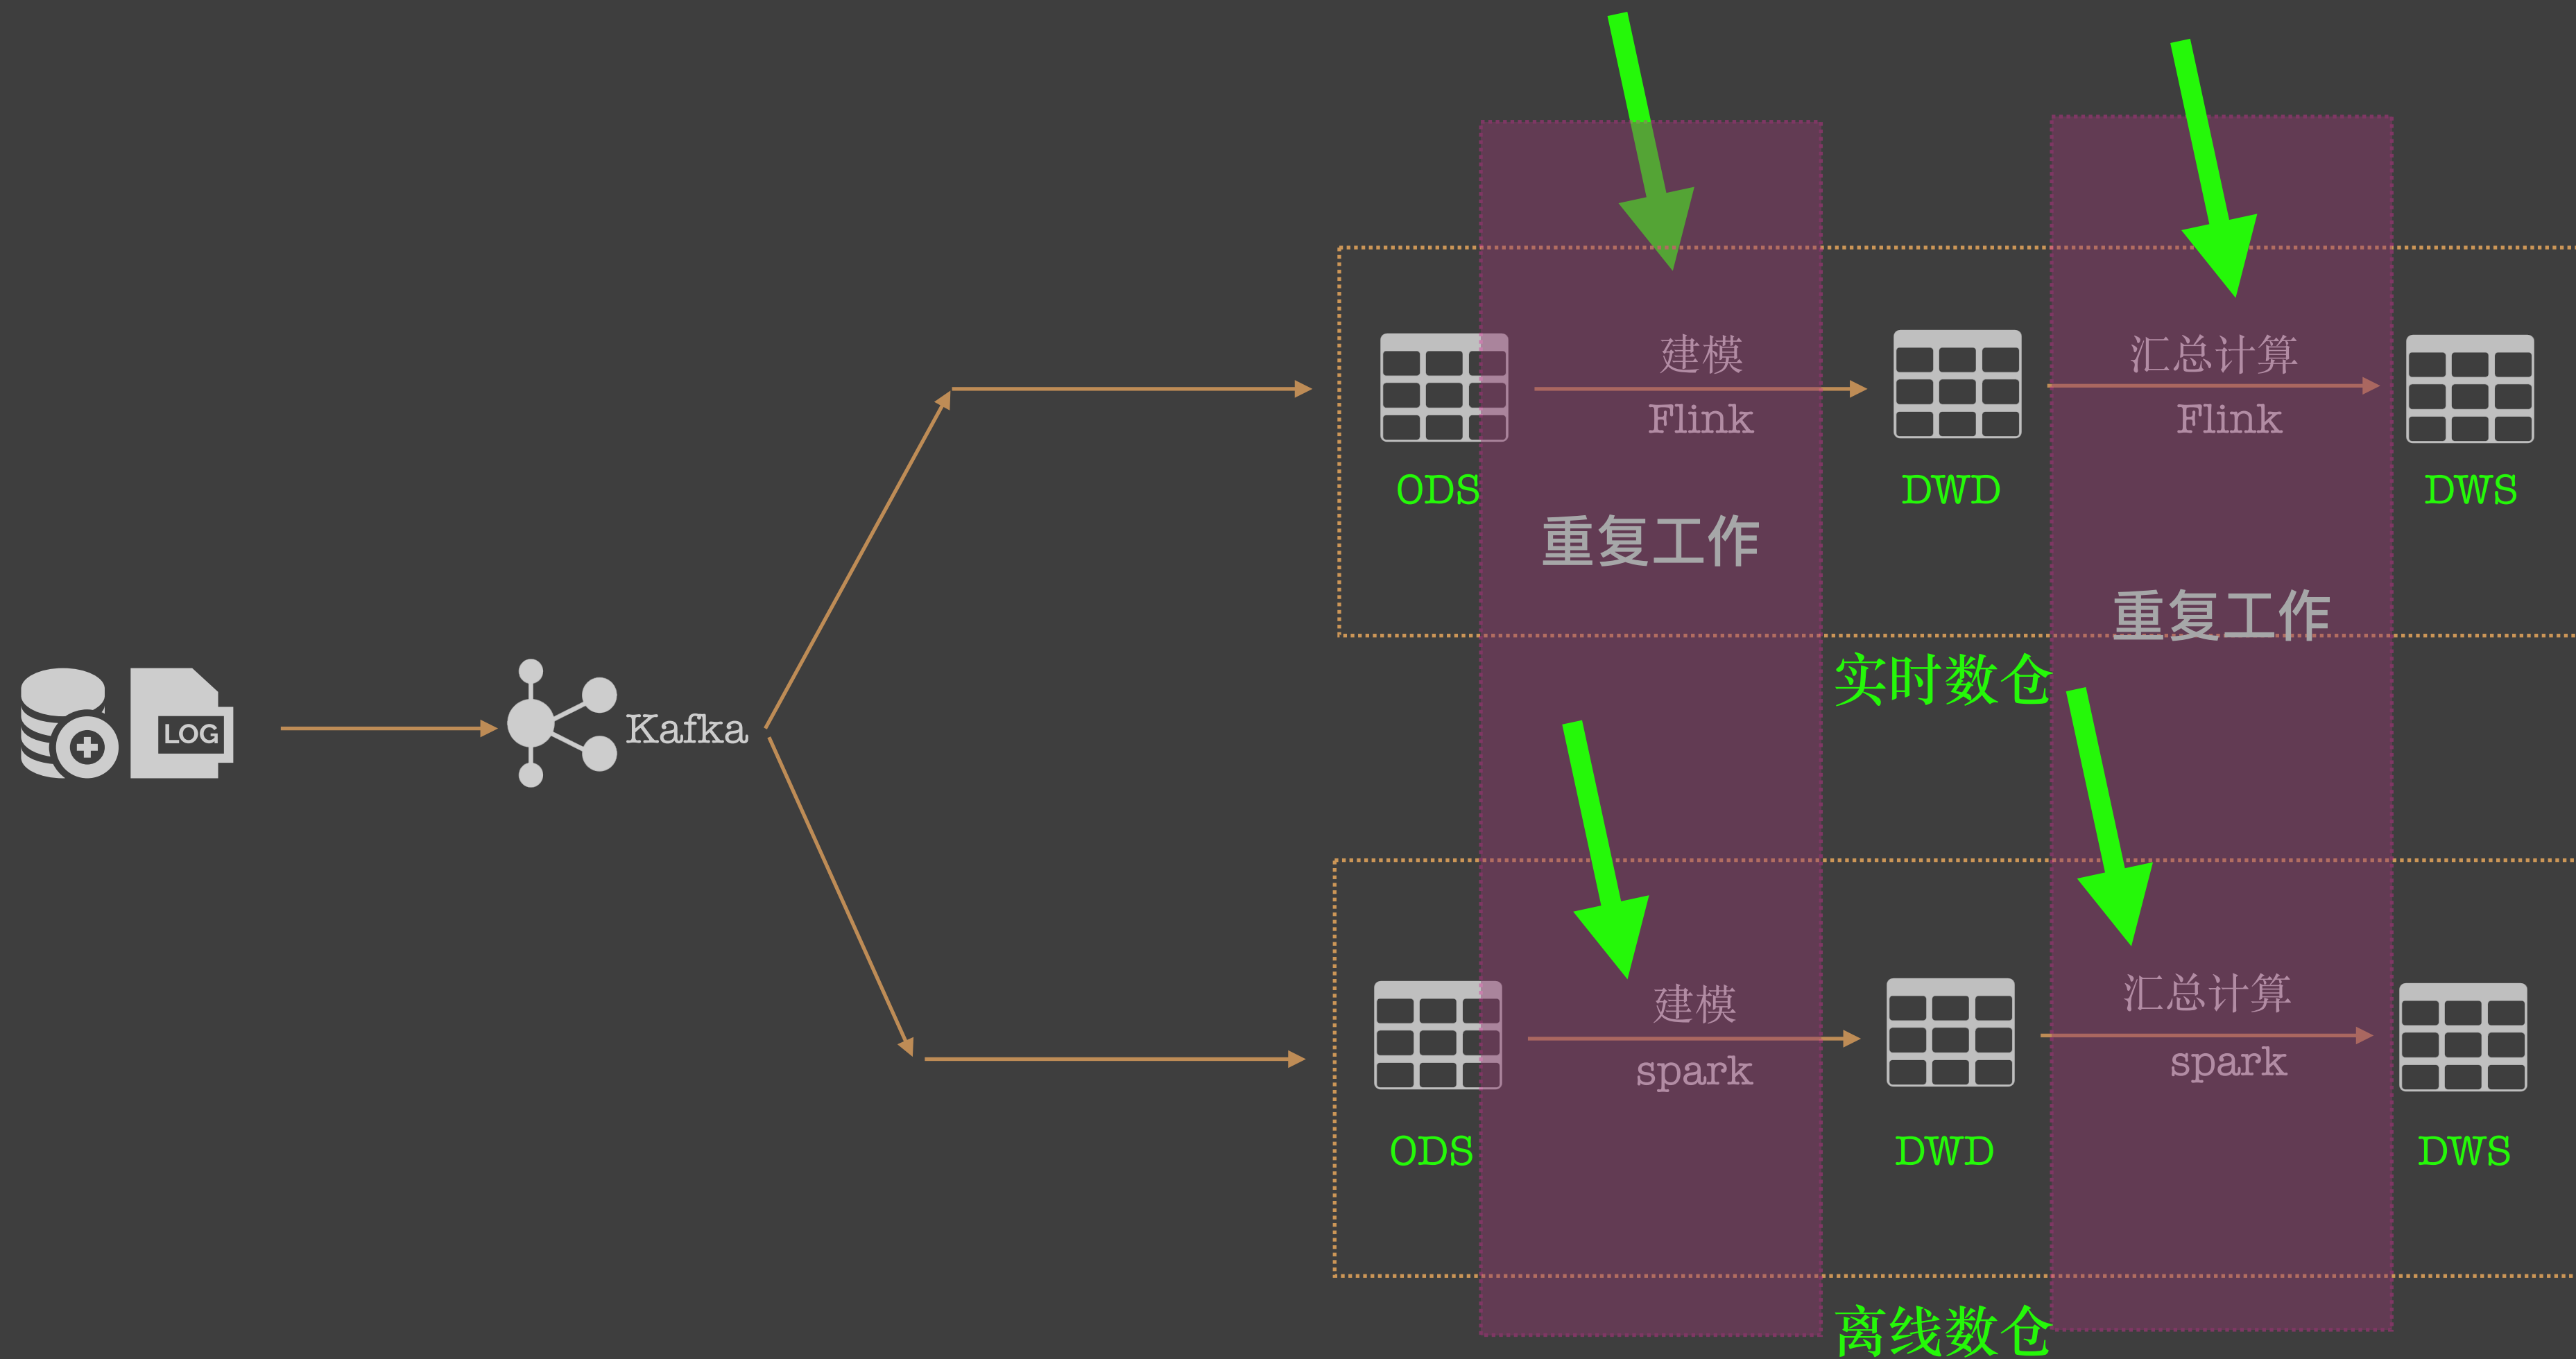 建模
汇总计算
Flink
Flink
ODS
DWD
DWS
重复工作
重复工作
实时数仓
LOG
Kafka
建模
汇总计算
spark
spark
ODS
DWD
DWS
离线数仓